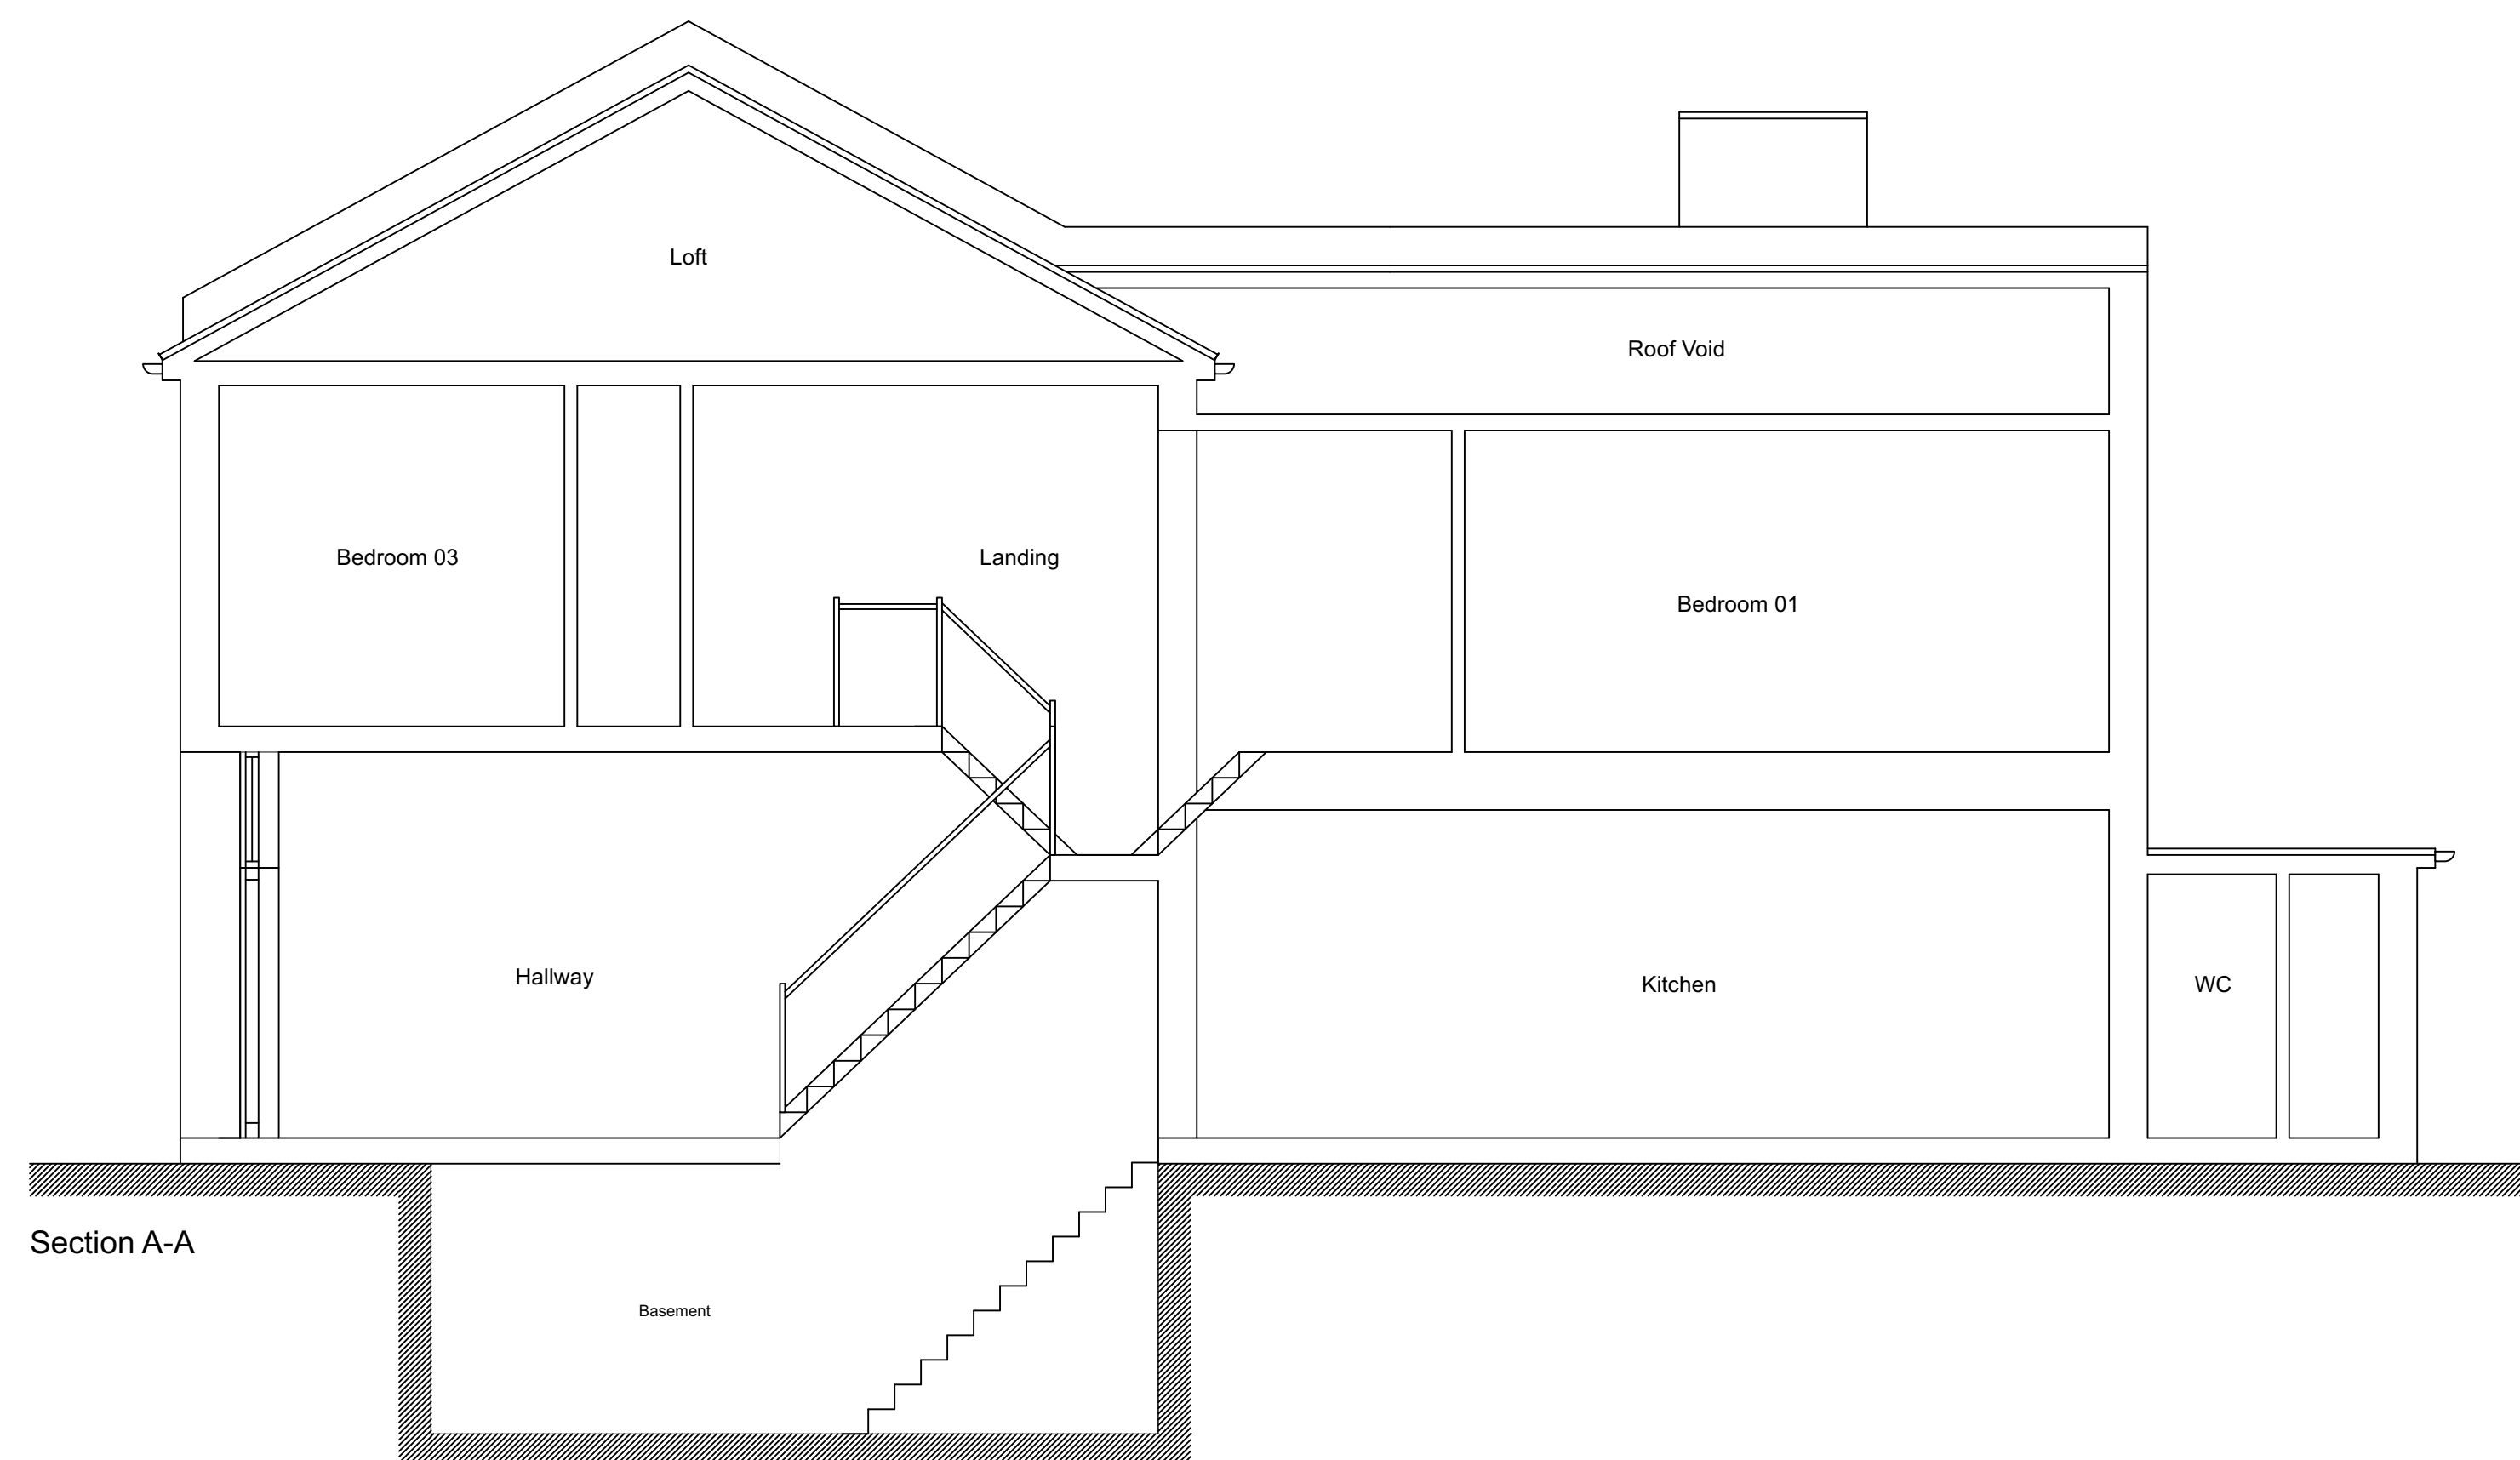 Loft
Roof Void
Bedroom 03
Landing
Bedroom 01
Hallway
Kitchen
WC
Section A-A
Basement